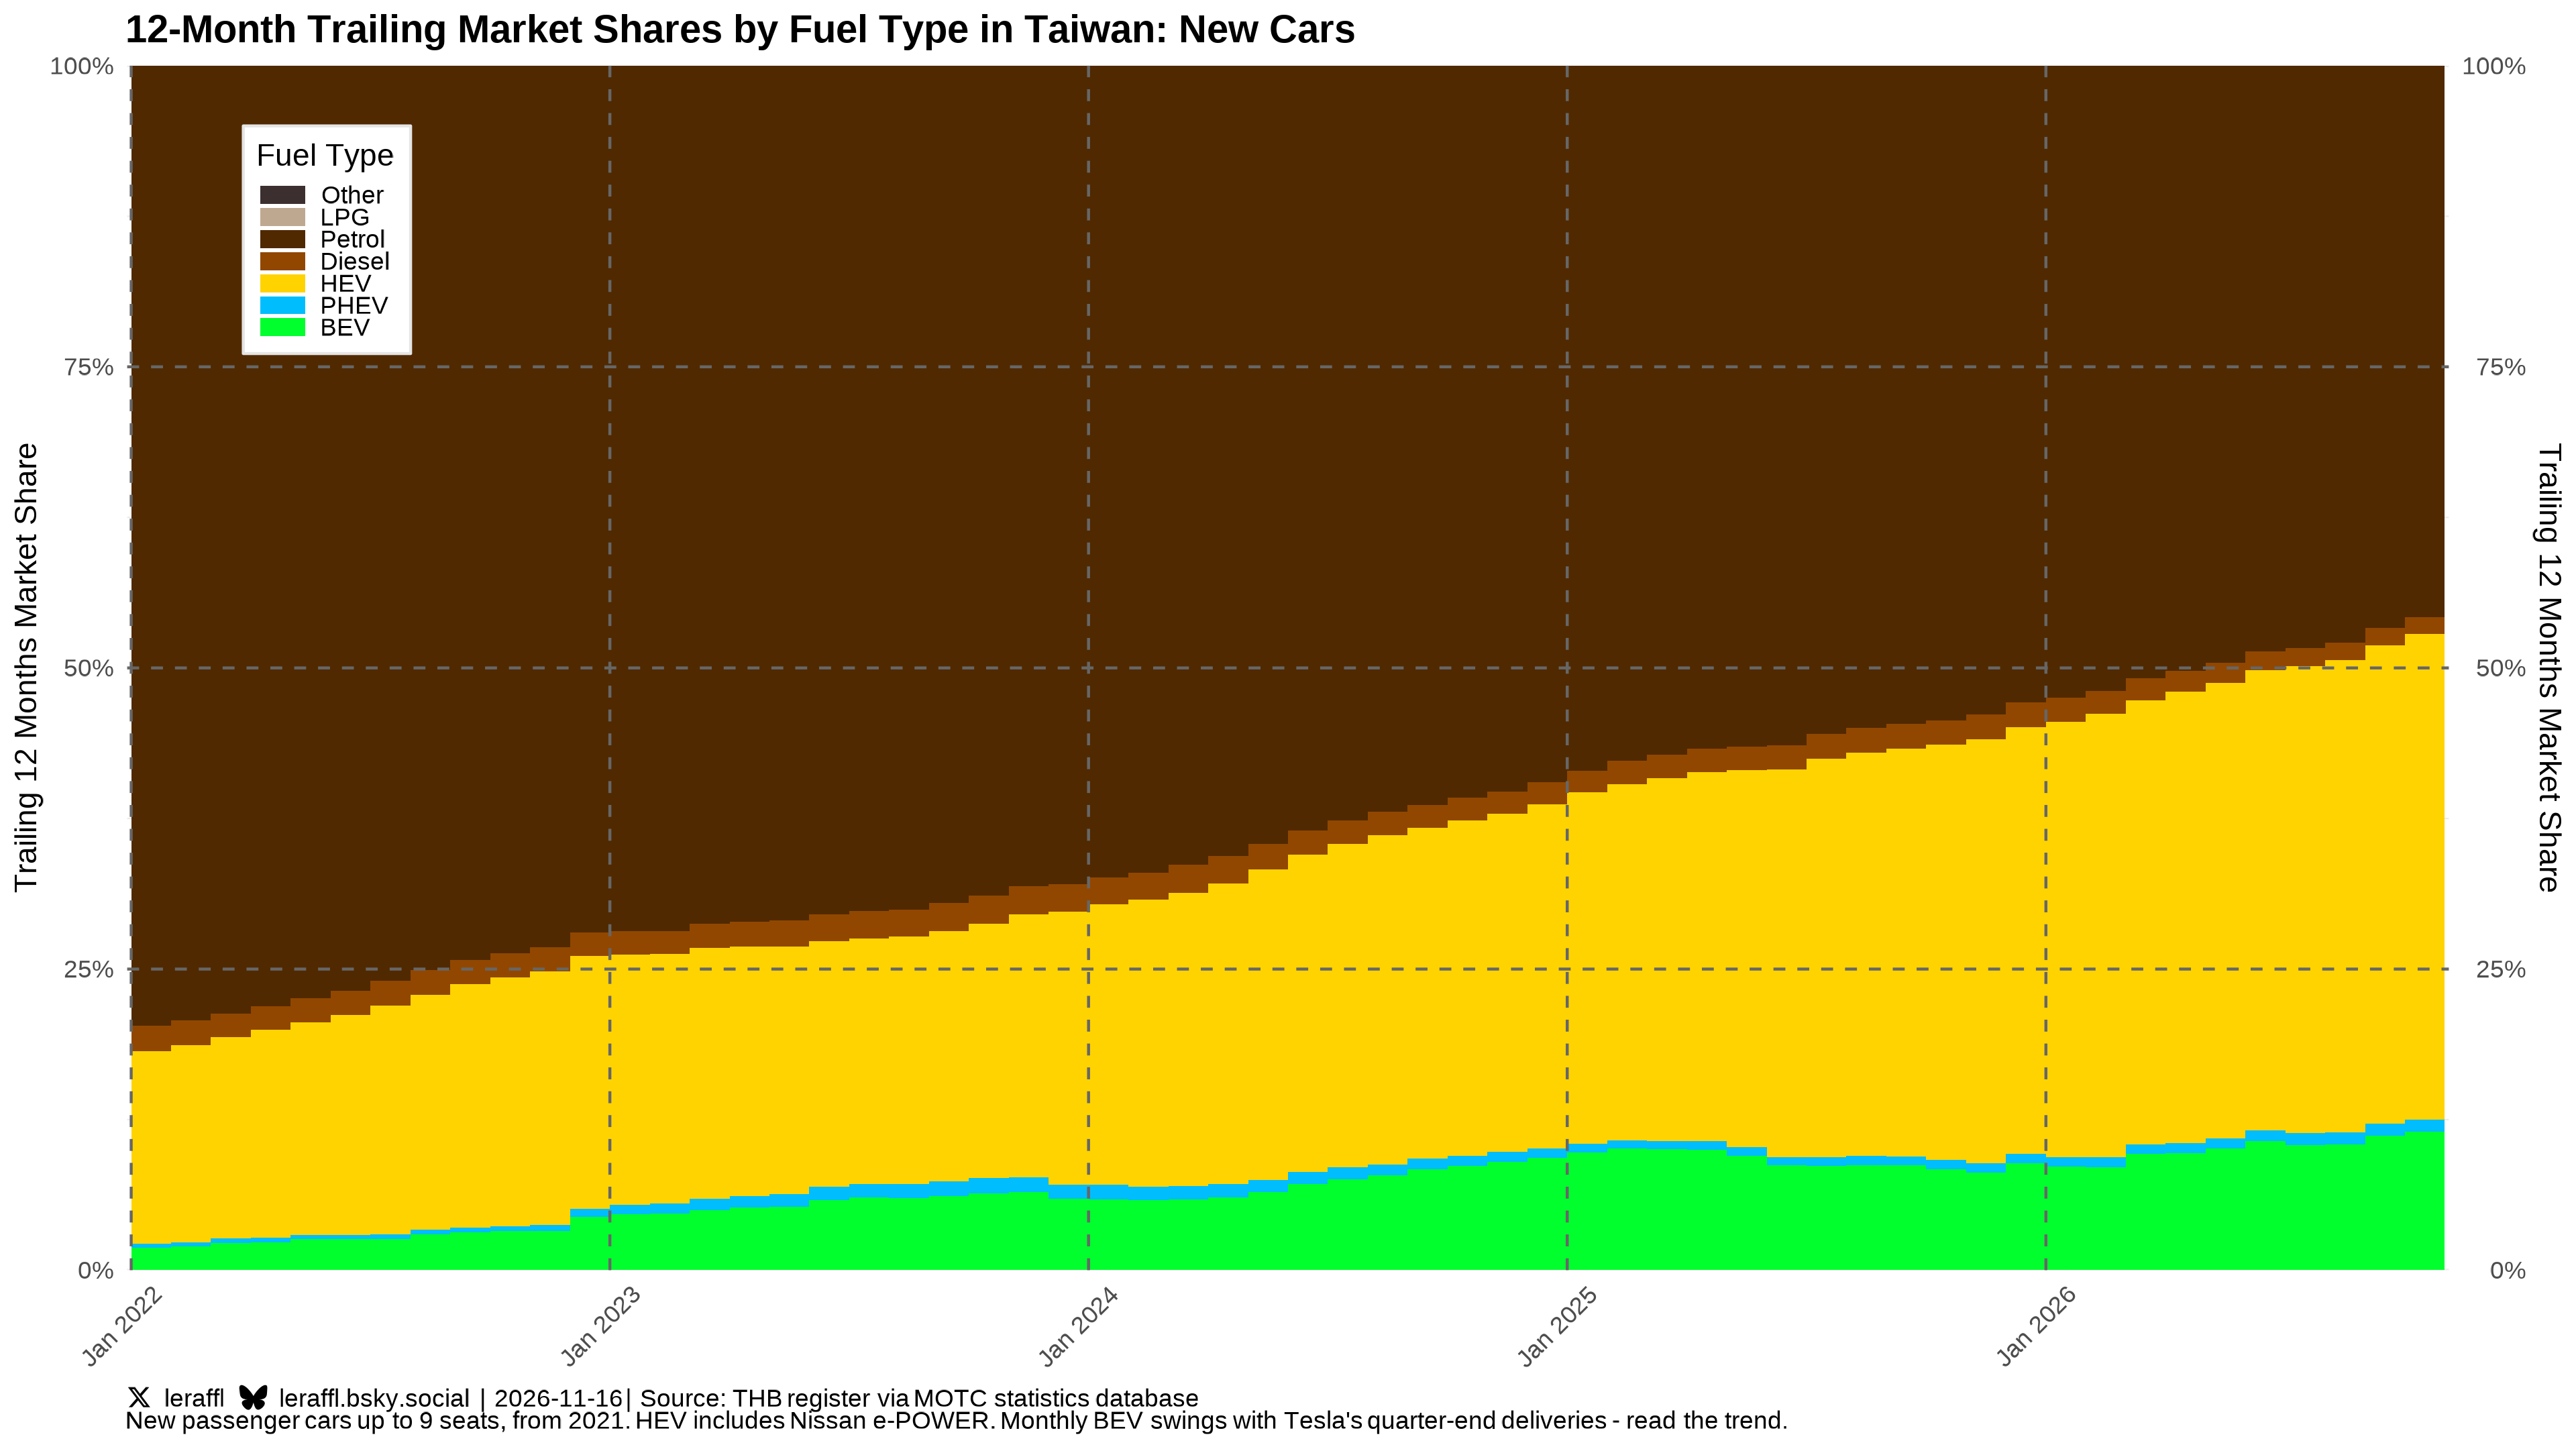 12-Month Trailing Market Shares by Fuel Type in Taiwan: New Cars
100%
75%
50%
25%
0%
100%
75%
50%
25%
0%
Trailing 12 Months Market Share
Trailing 12 Months Market Share
Fuel Type
Other
LPG
Petrol
Diesel
HEV
PHEV
BEV
Jan 2022
Jan 2023
Jan 2024
Jan 2025
Jan 2026
leraffl leraffl.bsky.social | 2026-11-16| Source: THB register via MOTC statistics database
New passenger cars up to 9 seats, from 2021. HEV includes Nissan e-POWER. Monthly BEV swings with Tesla's quarter-end deliveries - read the trend.